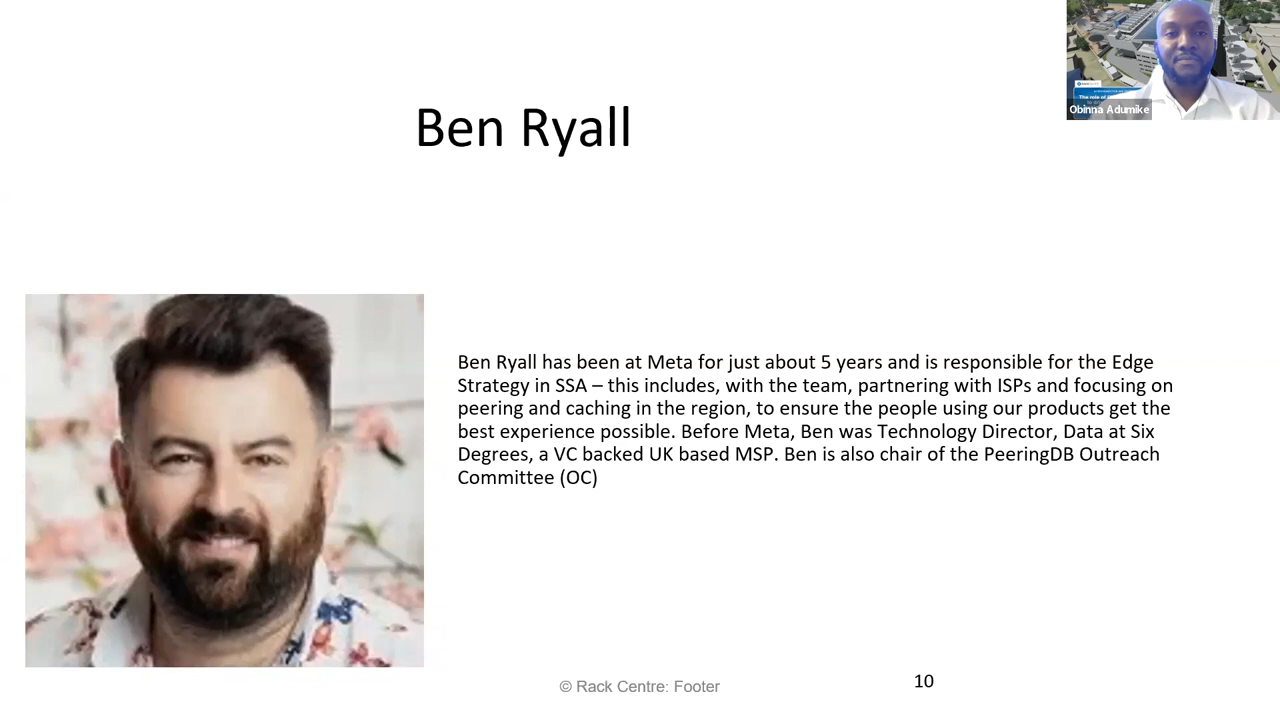 Ben Ryall
Obinna Adumike
The role of
Ben Ryall has been at Meta for just about 5 years and is responsible for the Edge
Strategy in SSA – this includes, with the team, partnering with ISPs and focusing on
peering and caching in the region, to ensure the people using our products get the
best experience possible. Before Meta, Ben was Technology Director, Data at Six
Degrees, a VC backed UK based MSP. Ben is also chair of the PeeringDB Outreach
Committee (OC)
© Rack Centre: Footer
10